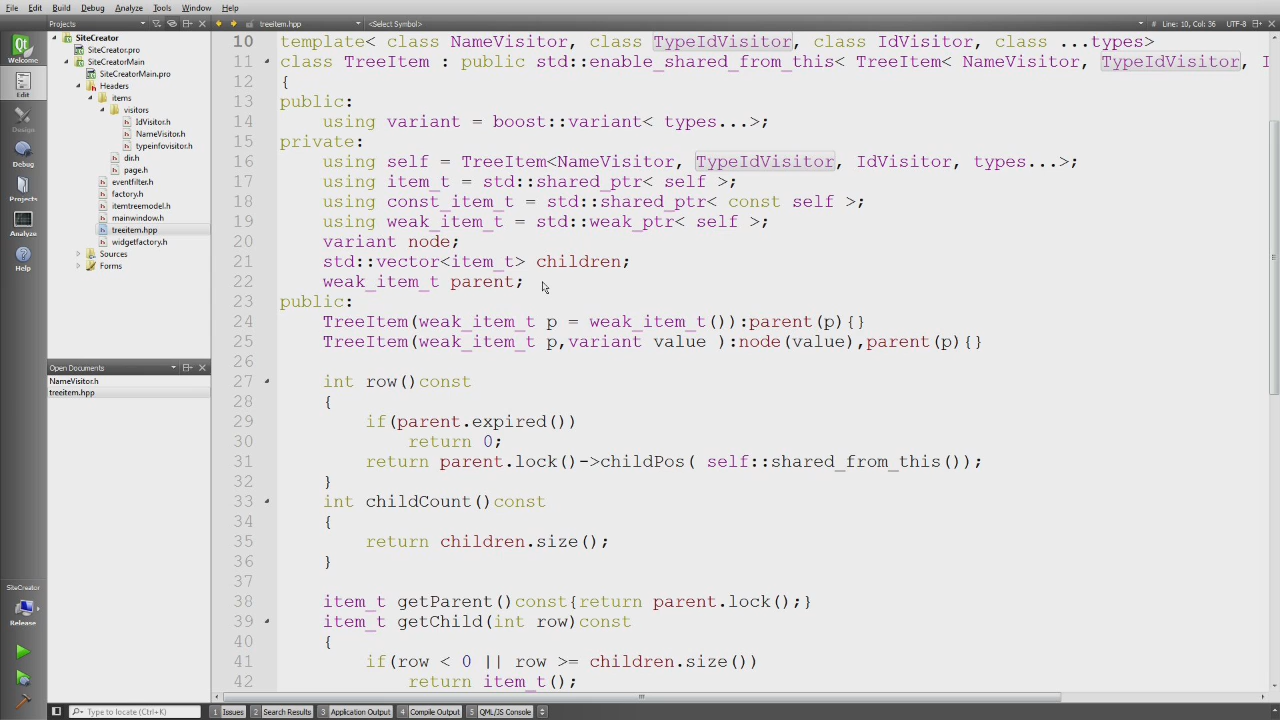 File Edit Build Debug Analyze Tools Window Help
Projects
treeitem.hpp
<Select Symbol>
Line: 10, Col: 36
UTF-8
Welcome
Edit
Design
Debug
Projects
Analyze
Help
SiteCreator
Release
SiteCreator
SiteCreator.pro
SiteCreatorMain
SiteCreatorMain.pro
Headers
items
visitors
IdVisitor.h
NameVisitor.h
typeinfovisitor.h
dir.h
page.h
eventfilter.h
factory.h
itemtreemodel.h
mainwindow.h
treeitem.hpp
widgetfactory.h
Sources
Forms
Open Documents
NameVisitor.h
treeitem.hpp
10 template< class NameVisitor, class TypeIdVisitor, class IdVisitor, class ...types>
11 class TreeItem : public std::enable_shared_from_this< TreeItem< NameVisitor, TypeIdVisitor, I
12 {
13 public:
14 using variant = boost::variant< types...>;
15 private:
16 using self = TreeItem<NameVisitor, TypeIdVisitor, IdVisitor, types...>;
17 using item_t = std::shared_ptr< self >;
18 using const_item_t = std::shared_ptr< const self >;
19 using weak_item_t = std::weak_ptr< self >;
20 variant node;
21 std::vector<item_t> children;
22 weak_item_t parent;
23 public:
24 TreeItem(weak_item_t p = weak_item_t()):parent(p){}
25 TreeItem(weak_item_t p,variant value ):node(value),parent(p){}
26
27 int row()const
28 {
29 if(parent.expired())
30 return 0;
31 return parent.lock()->childPos( self::shared_from_this());
32 }
33 int childCount()const
34 {
35 return children.size();
36 }
37
38 item_t getParent()const{return parent.lock();}
39 item_t getChild(int row)const
40 {
41 if(row < 0 || row >= children.size())
42 return item_t();
Type to locate (Ctrl+K) 1 Issues 2 Search Results 3 Application Output 4 Compile Output 5 QML/JS Console